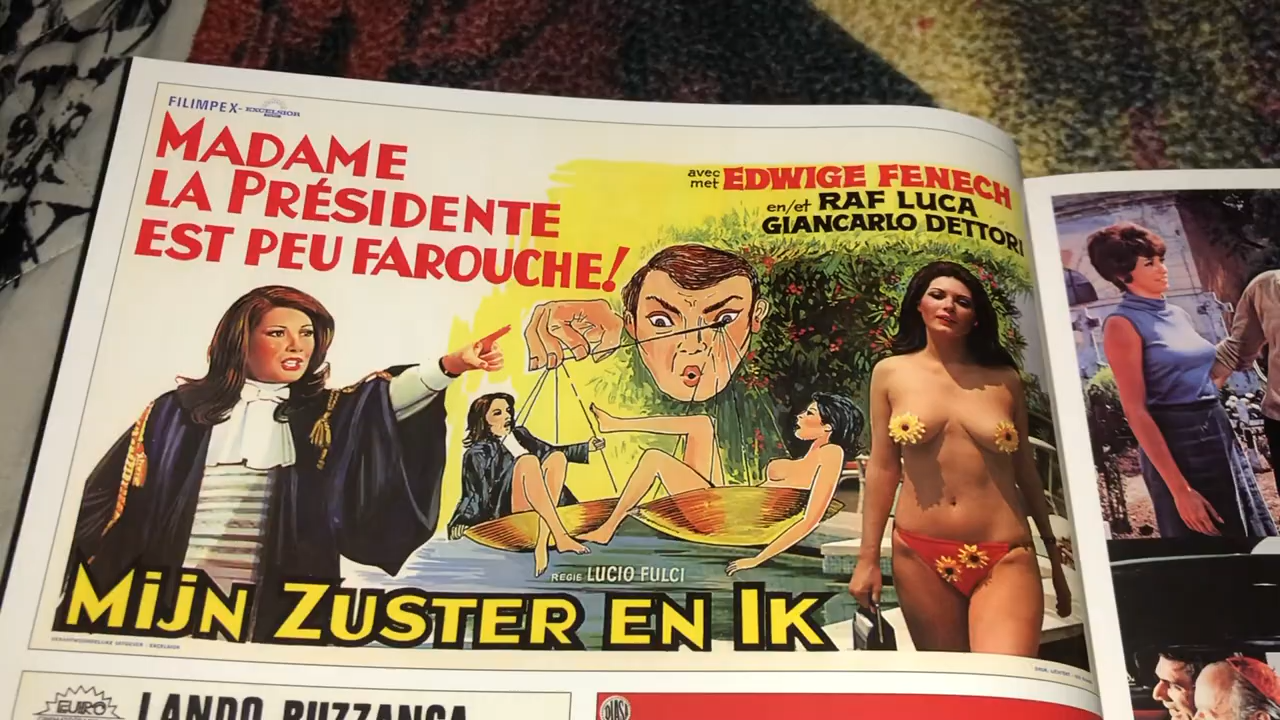 FILIMPEX-EXCELSIOR
MADAME
LA PRÉSIDENTE
EST PEU FAROUCHE!
avec
met EDWIGE FENECH
en/et RAF LUCA
GIANCARLO DETTORI
REGIE LUCIO FULCI
MIJN ZUSTER EN IK
EURO
LANDO BUZZANCA